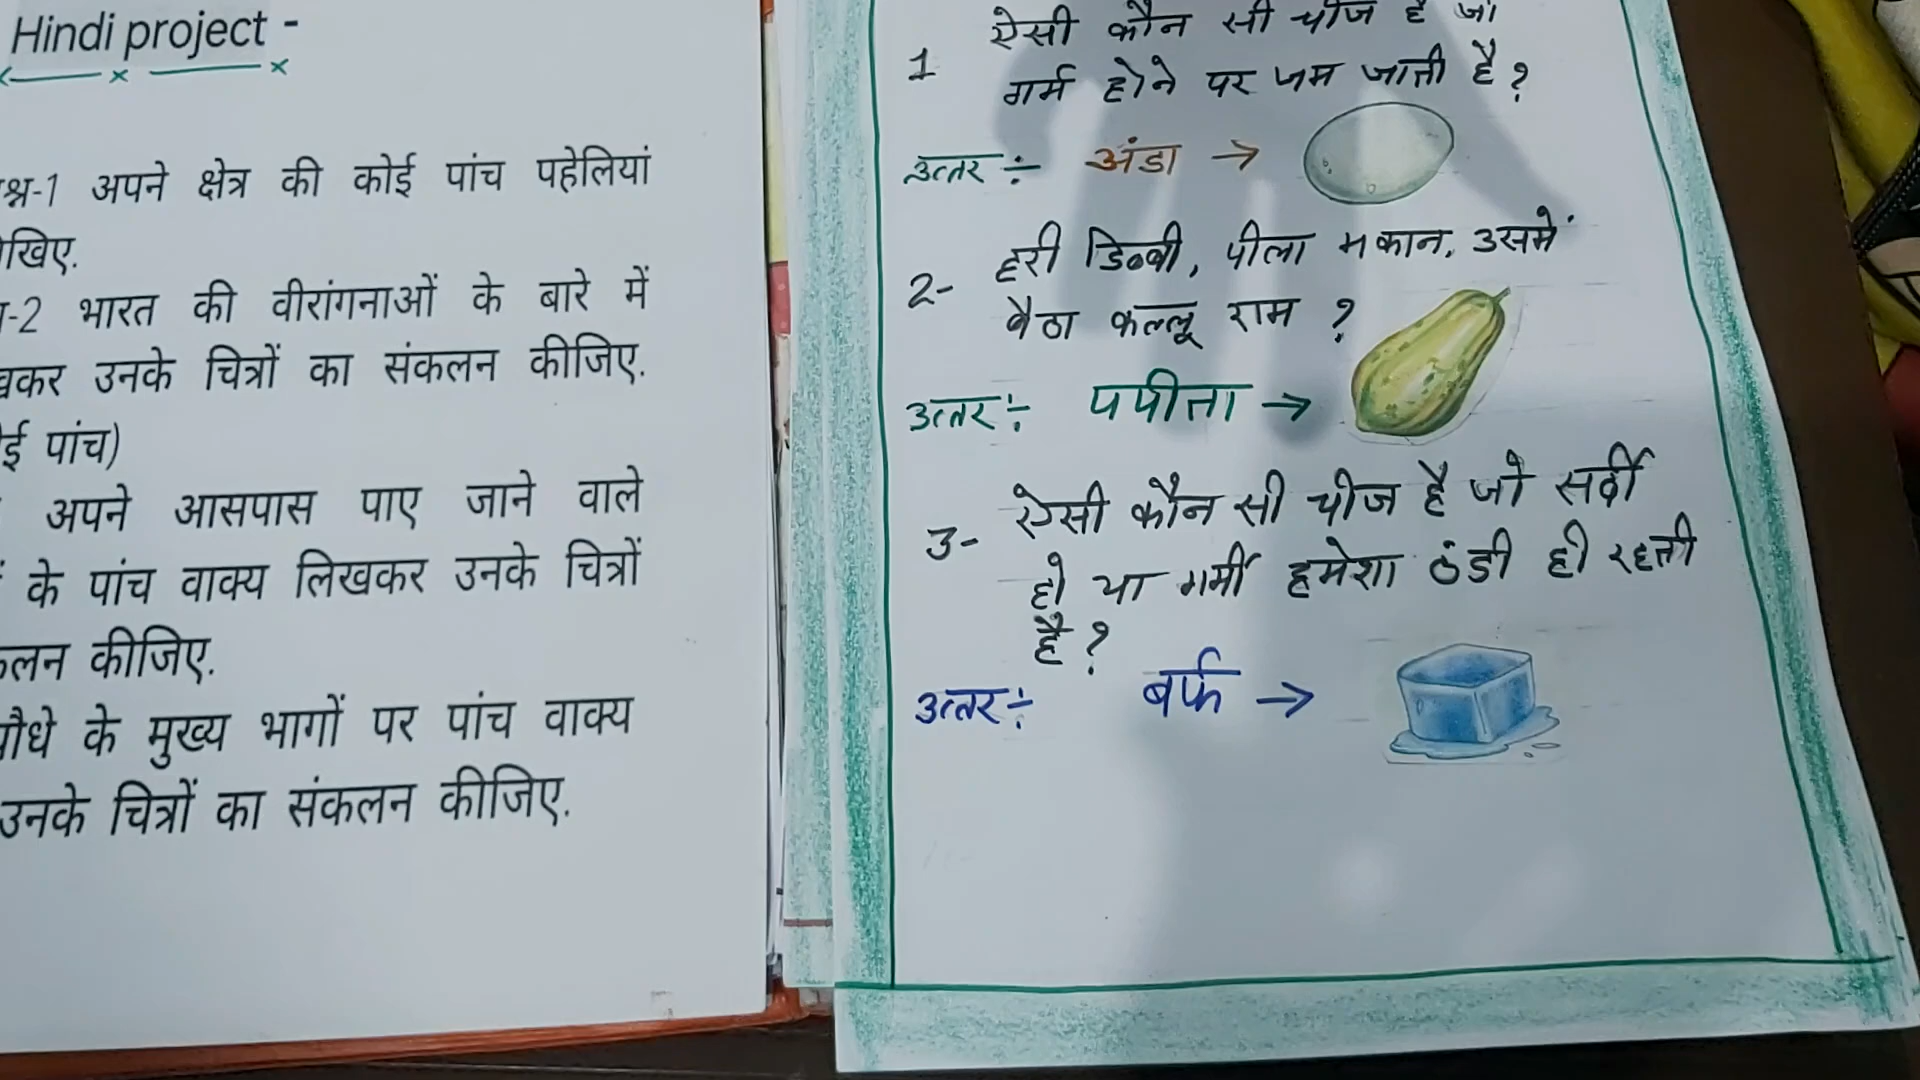 Hindi project -
श्न-1 अपने क्षेत्र की कोई पांच पहेलियां
खिए.
-2 भारत की वीरांगनाओं के बारे में
कर उनके चित्रों का संकलन कीजिए.
ई पांच)
अपने आसपास पाए जाने वाले
के पांच वाक्य लिखकर उनके चित्रों
लन कीजिए.
पौधे के मुख्य भागों पर पांच वाक्य
उनके चित्रों का संकलन कीजिए.
1 ऐसी कौन सी चीज है जो
गर्म होने पर जम जाती है?
उत्तर ÷ अंडा →
2- हरी डिब्बी, पीला मकान, उसमें
बैठा कल्लू राम ?
उत्तर ÷ पपीता →
3- ऐसी कौन सी चीज है जो सर्दी
हो या गर्मी हमेशा ठंडी ही रहती
है ?
उत्तर ÷ बर्फ →